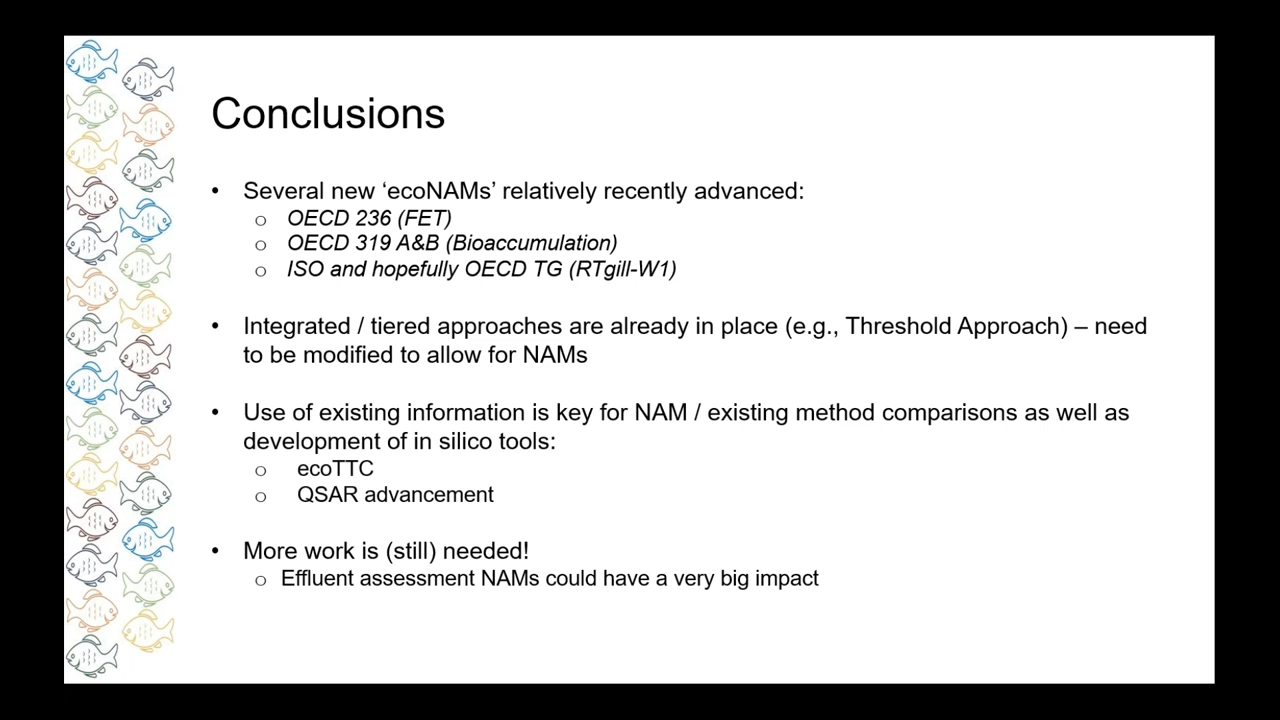 Conclusions
• Several new ‘ecoNAMs’ relatively recently advanced:
o OECD 236 (FET)
o OECD 319 A&B (Bioaccumulation)
o ISO and hopefully OECD TG (RTgill-W1)
• Integrated / tiered approaches are already in place (e.g., Threshold Approach) – need
to be modified to allow for NAMs
• Use of existing information is key for NAM / existing method comparisons as well as
development of in silico tools:
o ecoTTC
o QSAR advancement
• More work is (still) needed!
o Effluent assessment NAMs could have a very big impact